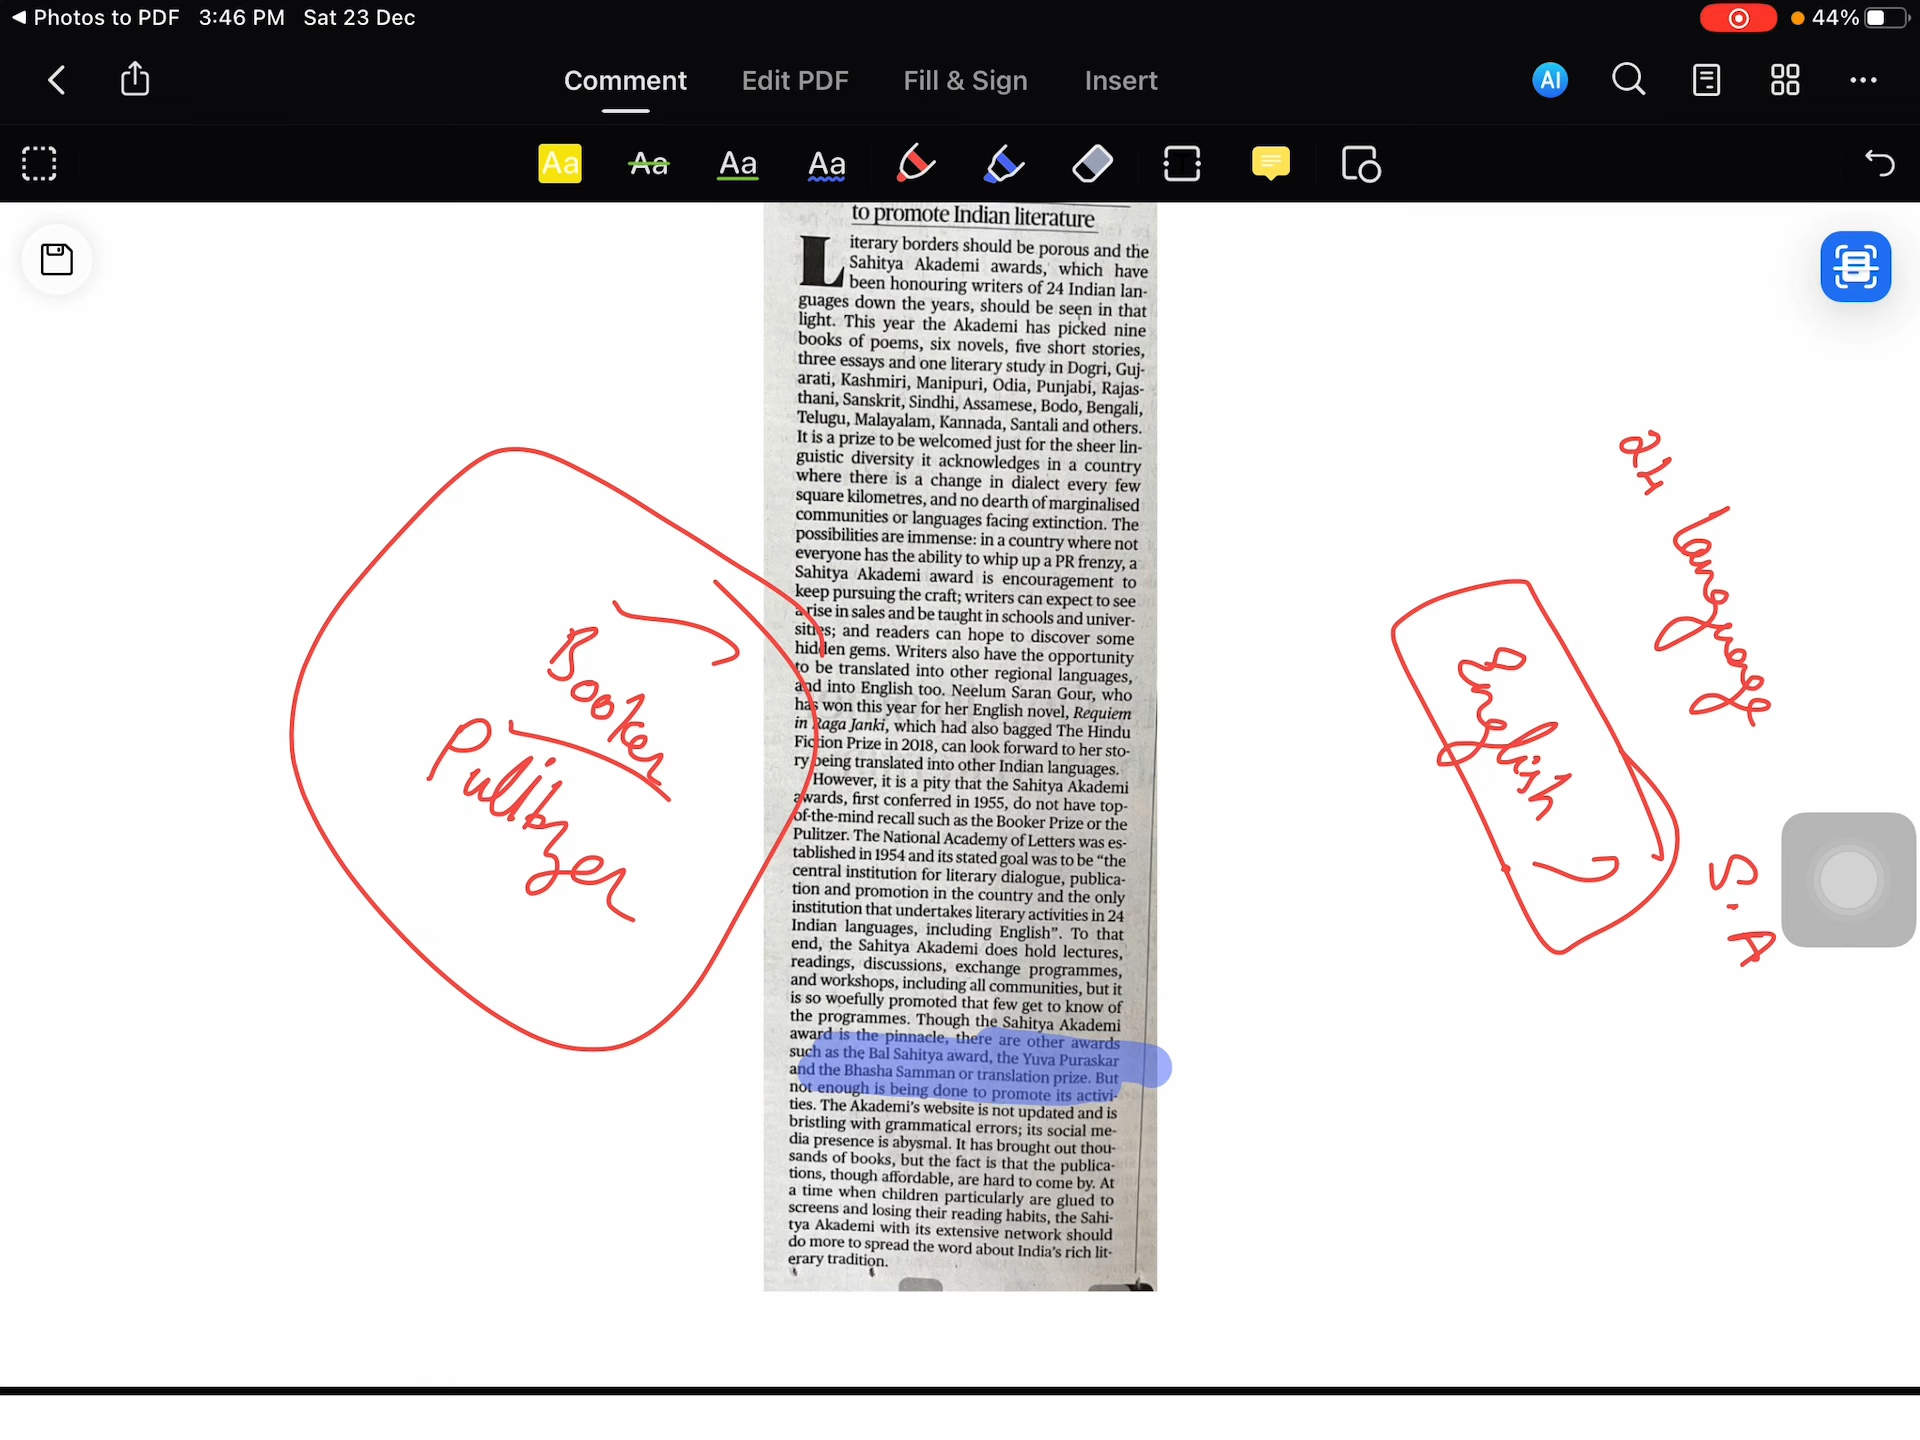 Photos to PDF 3:46 PM Sat 23 Dec 44%
Comment Edit PDF Fill & Sign Insert AI
Aa Aa Aa Aa T
to promote Indian literature
Literary borders should be porous and the
Sahitya Akademi awards, which have
been honouring writers of 24 Indian lan-
guages down the years, should be seen in that
light. This year the Akademi has picked nine
books of poems, six novels, five short stories,
three essays and one literary study in Dogri, Guj-
arati, Kashmiri, Manipuri, Odia, Punjabi, Rajas-
thani, Sanskrit, Sindhi, Assamese, Bodo, Bengali,
Telugu, Malayalam, Kannada, Santali and others.
It is a prize to be welcomed just for the sheer lin-
guistic diversity it acknowledges in a country
where there is a change in dialect every few
square kilometres, and no dearth of marginalised
communities or languages facing extinction. The
possibilities are immense: in a country where not
everyone has the ability to whip up a PR frenzy, a
Sahitya Akademi award is encouragement to
keep pursuing the craft; writers can expect to see
a rise in sales and be taught in schools and univer-
sities; and readers can hope to discover some
hidden gems. Writers also have the opportunity
to be translated into other regional languages,
and into English too. Neelum Saran Gour, who
has won this year for her English novel, Requiem
in Raga Janki, which had also bagged The Hindu
Fiction Prize in 2018, can look forward to her sto-
ry being translated into other Indian languages.
However, it is a pity that the Sahitya Akademi
awards, first conferred in 1955, do not have top-
of-the-mind recall such as the Booker Prize or the
Pulitzer. The National Academy of Letters was es-
tablished in 1954 and its stated goal was to be “the
central institution for literary dialogue, publica-
tion and promotion in the country and the only
institution that undertakes literary activities in 24
Indian languages, including English”. To that
end, the Sahitya Akademi does hold lectures,
readings, discussions, exchange programmes,
and workshops, including all communities, but it
is so woefully promoted that few get to know of
the programmes. Though the Sahitya Akademi
award is the pinnacle, there are other awards
such as the Bal Sahitya award, the Yuva Puraskar
and the Bhasha Samman or translation prize. But
not enough is being done to promote its activi-
ties. The Akademi’s website is not updated and is
bristling with grammatical errors; its social me-
dia presence is abysmal. It has brought out thou-
sands of books, but the fact is that the publica-
tions, though affordable, are hard to come by. At
a time when children particularly are glued to
screens and losing their reading habits, the Sahi-
tya Akademi with its extensive network should
do more to spread the word about India’s rich lit-
erary tradition.
Booker
Pulitzer
24 language
English
S.A